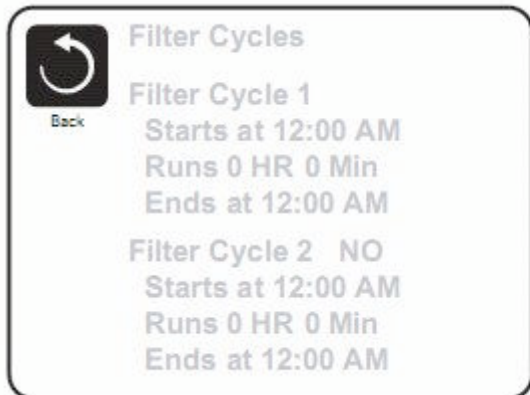 Filter Cycles
Back
Filter Cycle 1
Starts at 12:00 AM
Runs 0 HR 0 Min
Ends at 12:00 AM
Filter Cycle 2 NO
Starts at 12:00 AM
Runs 0 HR 0 Min
Ends at 12:00 AM